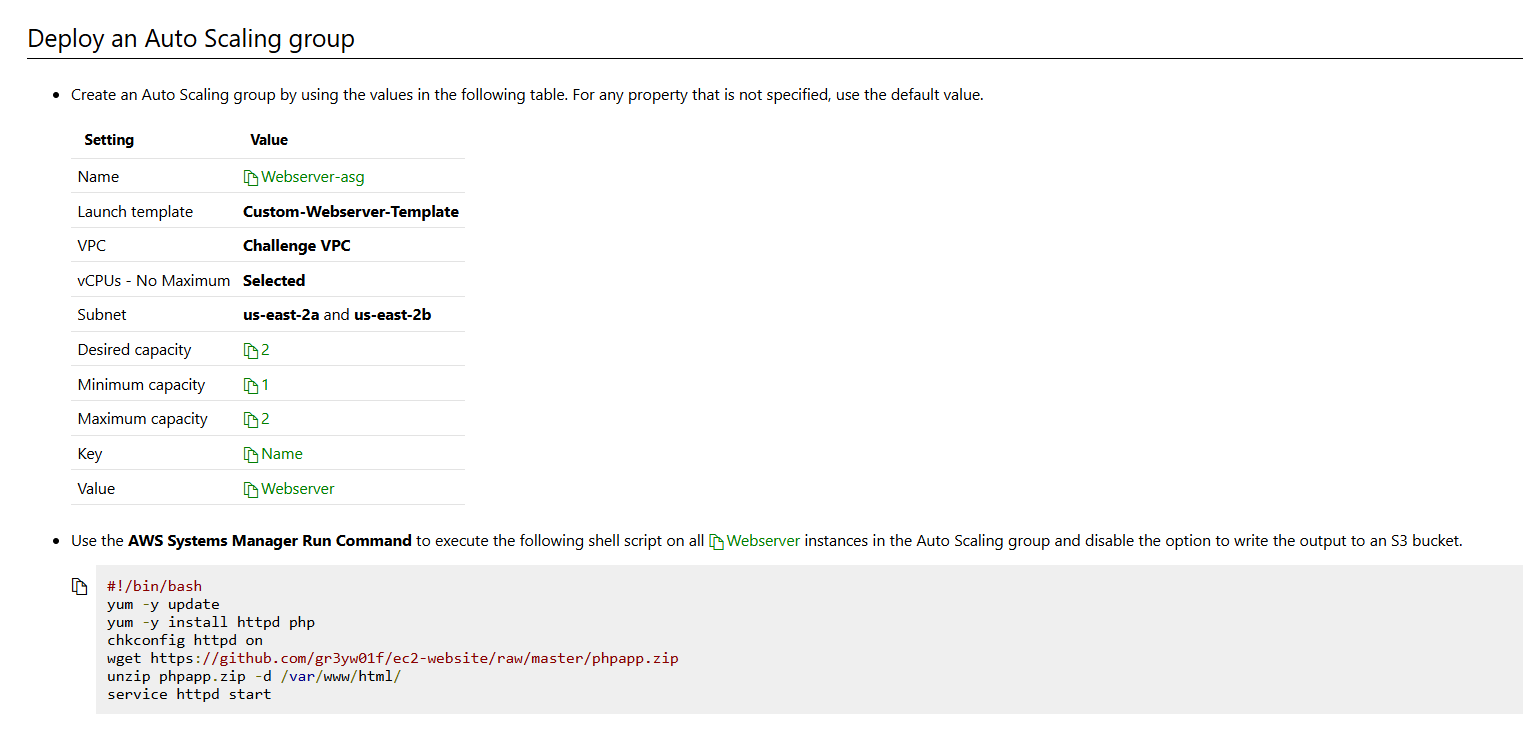 Deploy an Auto Scaling group
Create an Auto Scaling group by using the values in the following table. For any property that is not specified, use the default value.
Setting Value
Name Webserver-asg
Launch template Custom-Webserver-Template
VPC Challenge VPC
vCPUs - No Maximum Selected
Subnet us-east-2a and us-east-2b
Desired capacity 2
Minimum capacity 1
Maximum capacity 2
Key Name
Value Webserver
Use the AWS Systems Manager Run Command to execute the following shell script on all Webserver instances in the Auto Scaling group and disable the option to write the output to an S3 bucket.
#!/bin/bash
yum -y update
yum -y install httpd php
chkconfig httpd on
wget https://github.com/gr3yw01f/ec2-website/raw/master/phpapp.zip
unzip phpapp.zip -d /var/www/html/
service httpd start